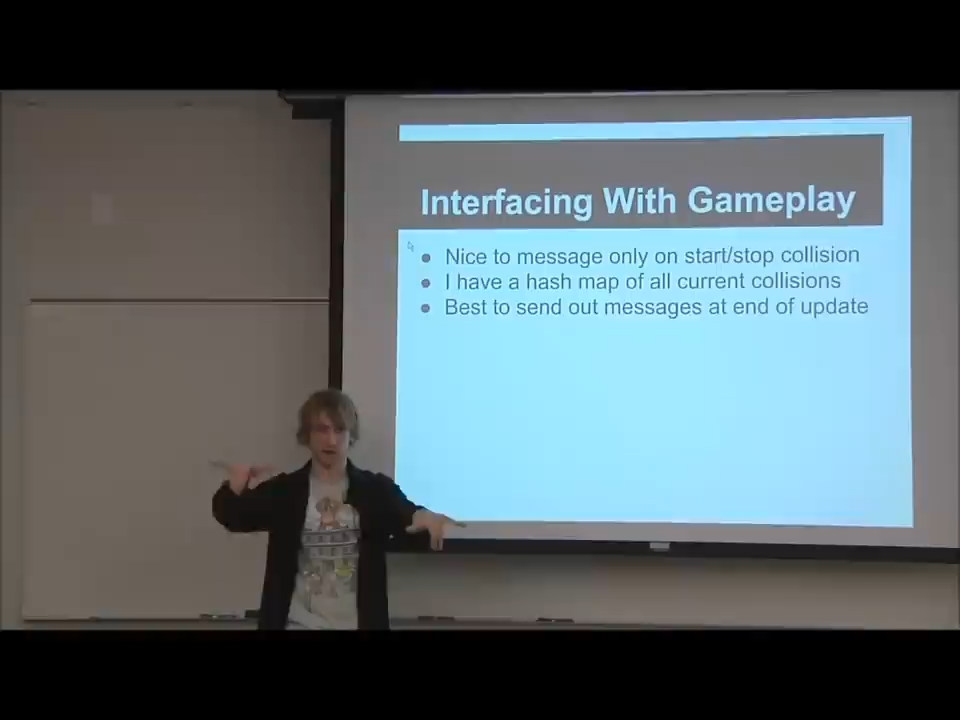 Interfacing With Gameplay
● Nice to message only on start/stop collision
● I have a hash map of all current collisions
● Best to send out messages at end of update